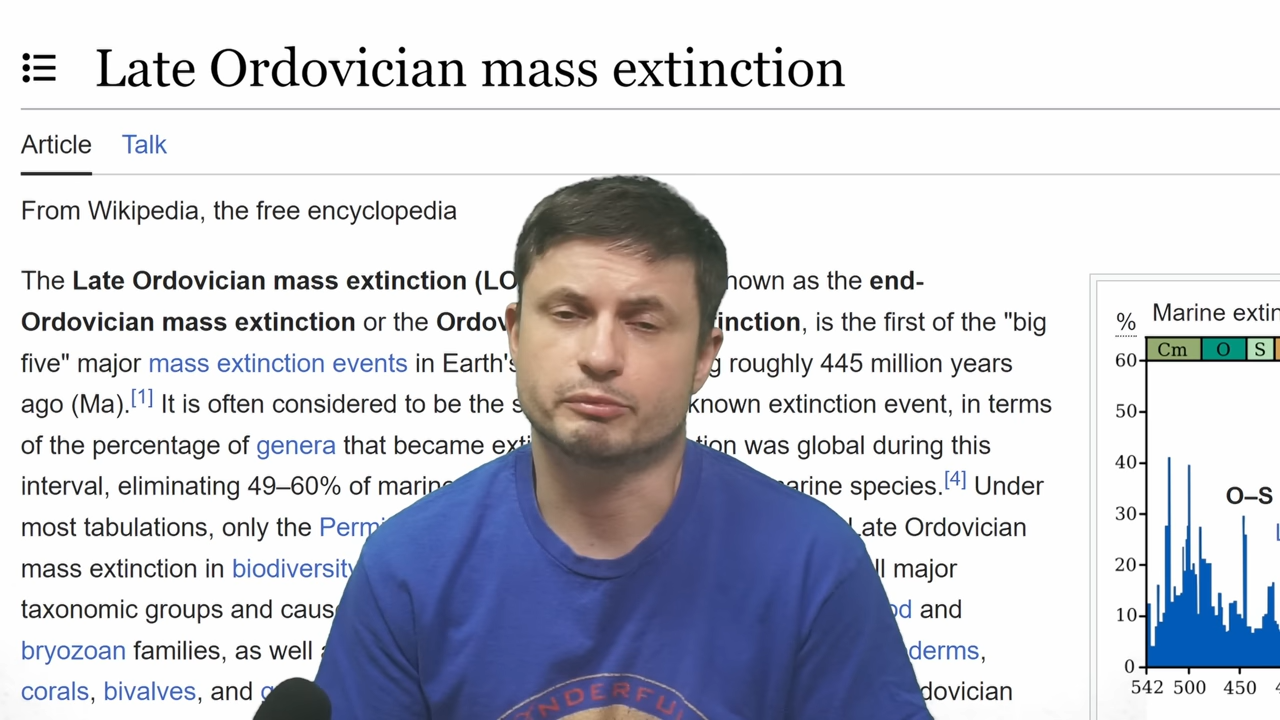 Late Ordovician mass extinction
Article Talk
From Wikipedia, the free encyclopedia
The Late Ordovician mass extinction (LO nown as the end-
Ordovician mass extinction or the Ordov inction, is the first of the "big
five" major mass extinction events in Earth's g roughly 445 million years
ago (Ma).[1] It is often considered to be the s known extinction event, in terms
of the percentage of genera that became exti tion was global during this
interval, eliminating 49–60% of marine arine species.[4] Under
most tabulations, only the Permi Late Ordovician
mass extinction in biodiversity ll major
taxonomic groups and caus od and
bryozoan families, as well derms,
corals, bivalves, and g dovician
% Marine extin
Cm O S
60
50
40
O–S
30
20
10
0
542 500 450 4
NDERFU